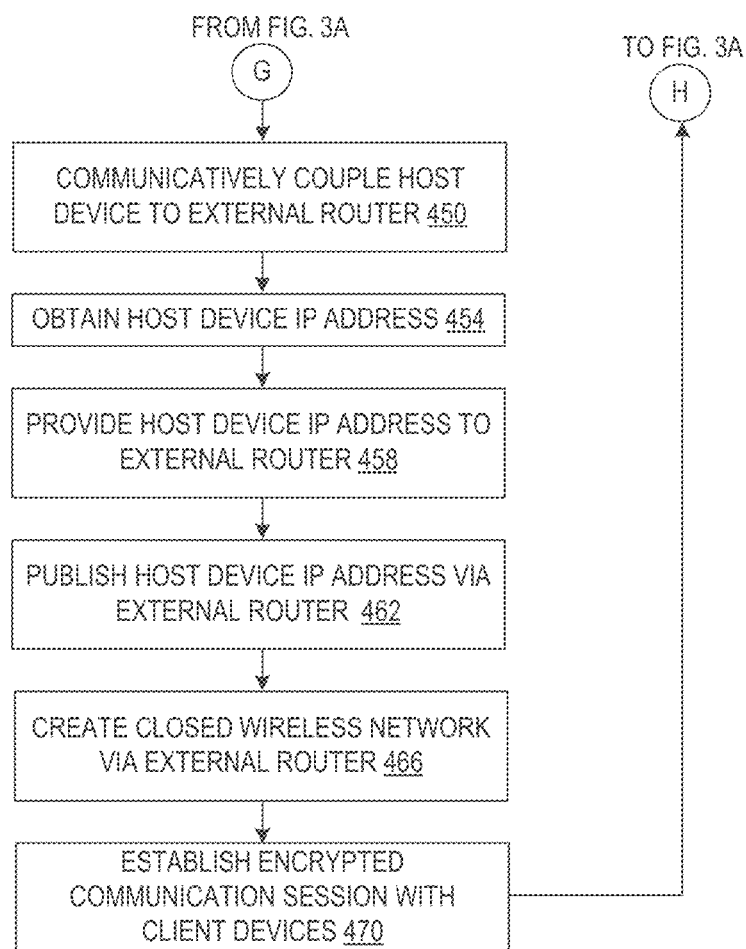 FROM FIG. 3A
G
TO FIG. 3A
H
COMMUNICATIVELY COUPLE HOST
DEVICE TO EXTERNAL ROUTER 450
OBTAIN HOST DEVICE IP ADDRESS 454
PROVIDE HOST DEVICE IP ADDRESS TO
EXTERNAL ROUTER 458
PUBLISH HOST DEVICE IP ADDRESS VIA
EXTERNAL ROUTER 462
CREATE CLOSED WIRELESS NETWORK
VIA EXTERNAL ROUTER 466
ESTABLISH ENCRYPTED
COMMUNICATION SESSION WITH
CLIENT DEVICES 470